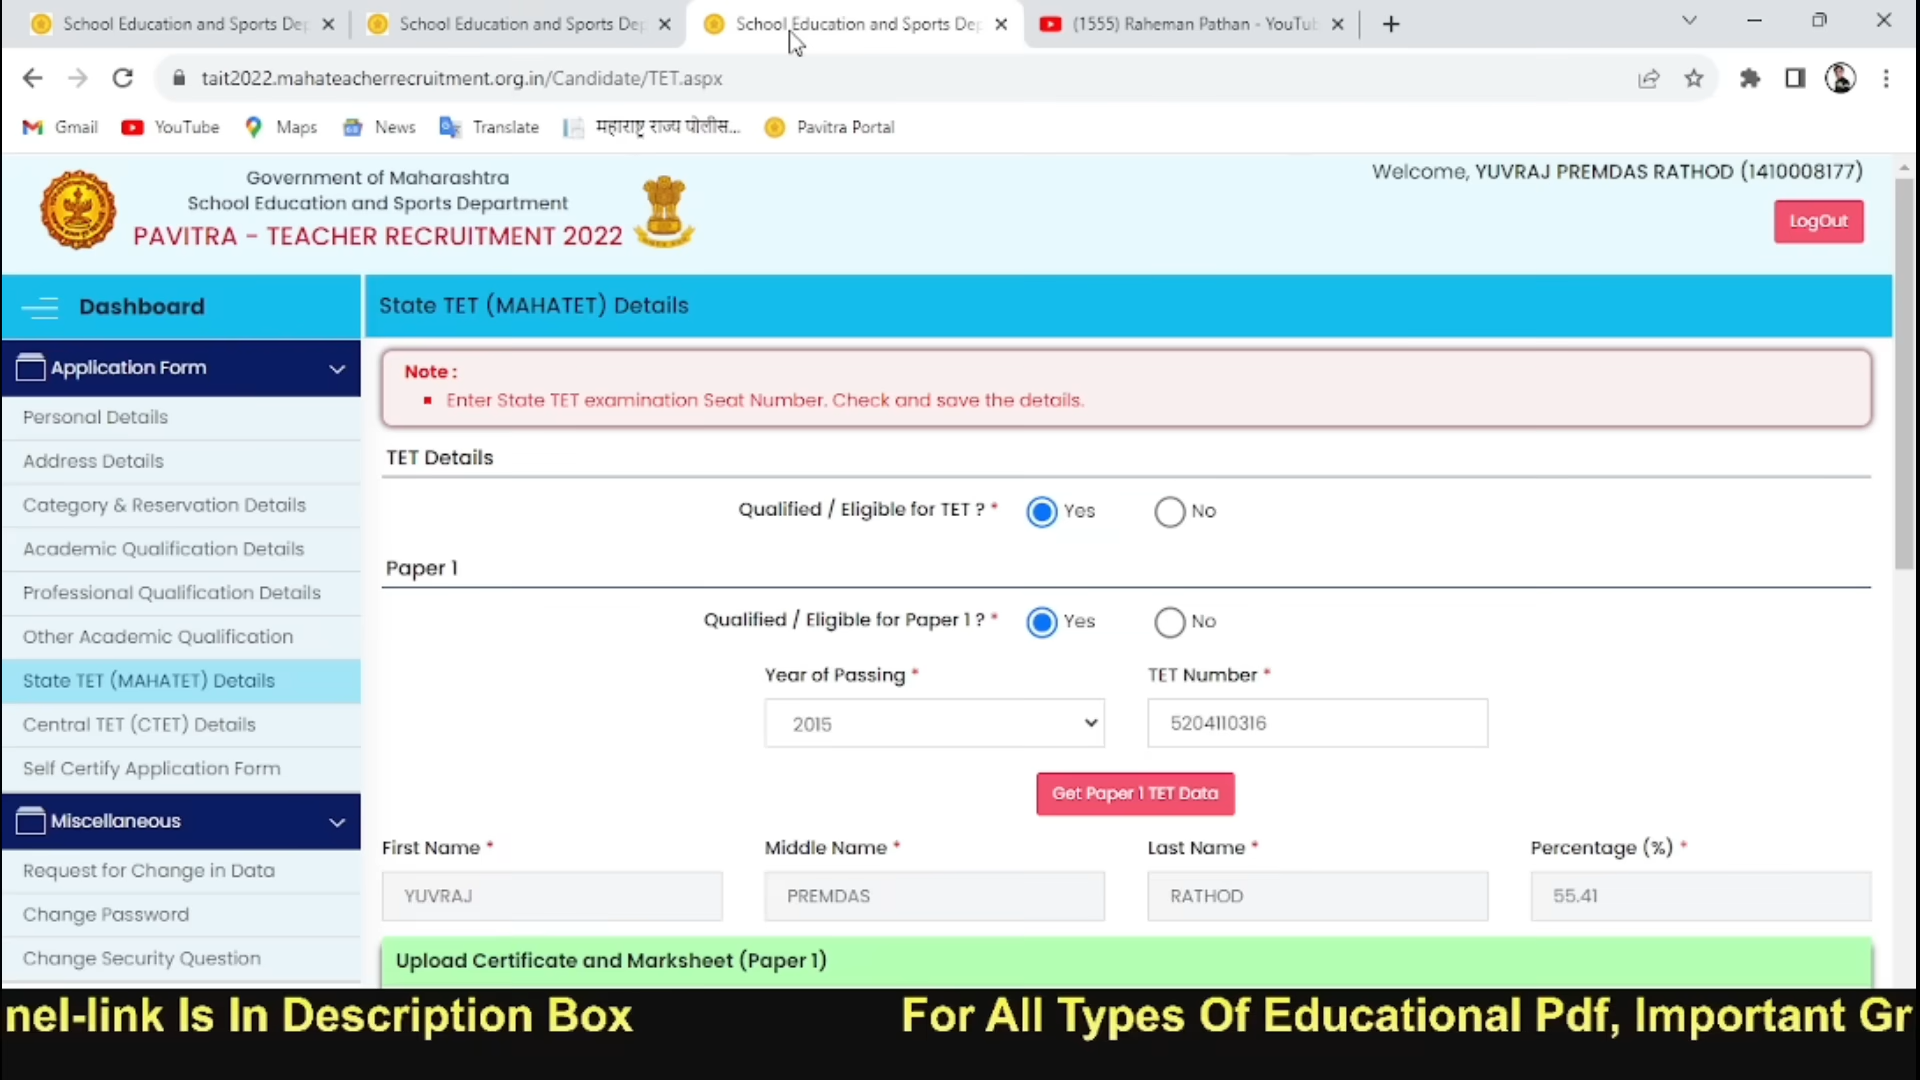 School Education and Sports De
School Education and Sports De
School Education and Sports De
(1555) Raheman Pathan - YouTu
tait2022.mahateacherrecruitment.org.in/Candidate/TET.aspx
Gmail
YouTube
Maps
News
Translate
महाराष्ट्र राज्य पोलीस...
Pavitra Portal
Government of Maharashtra
School Education and Sports Department
PAVITRA - TEACHER RECRUITMENT 2022
Welcome, YUVRAJ PREMDAS RATHOD (1410008177)
LogOut
Dashboard
Application Form
Personal Details
Address Details
Category & Reservation Details
Academic Qualification Details
Professional Qualification Details
Other Academic Qualification
State TET (MAHATET) Details
Central TET (CTET) Details
Self Certify Application Form
Miscellaneous
Request for Change in Data
Change Password
Change Security Question
State TET (MAHATET) Details
Note :
Enter State TET examination Seat Number. Check and save the details.
TET Details
Qualified / Eligible for TET ? * Yes No
Paper 1
Qualified / Eligible for Paper 1 ? * Yes No
Year of Passing * TET Number *
2015 5204110316
Get Paper 1 TET Data
First Name * Middle Name * Last Name * Percentage (%) *
YUVRAJ PREMDAS RATHOD 55.41
Upload Certificate and Marksheet (Paper 1)
nel-link Is In Description Box For All Types Of Educational Pdf, Important Gr